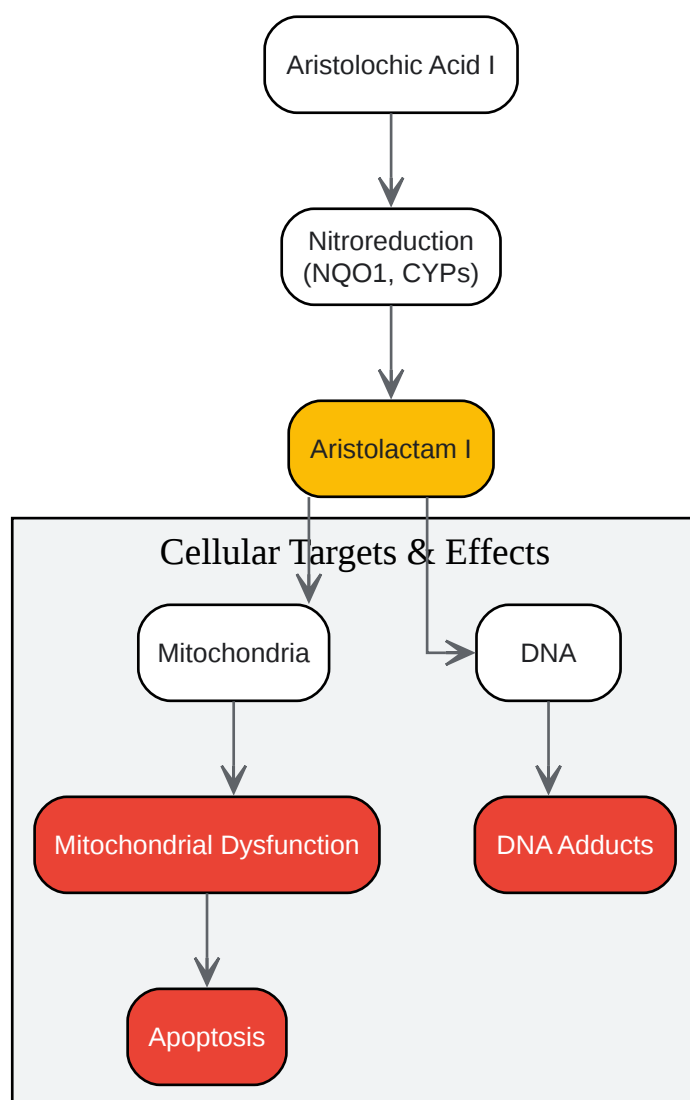 Aristolochic Acid I
Nitroreduction
(NQO1, CYPs)
Aristolactam I
Cellular Targets & Effects
Mitochondria
DNA
Mitochondrial Dysfunction
DNA Adducts
Apoptosis